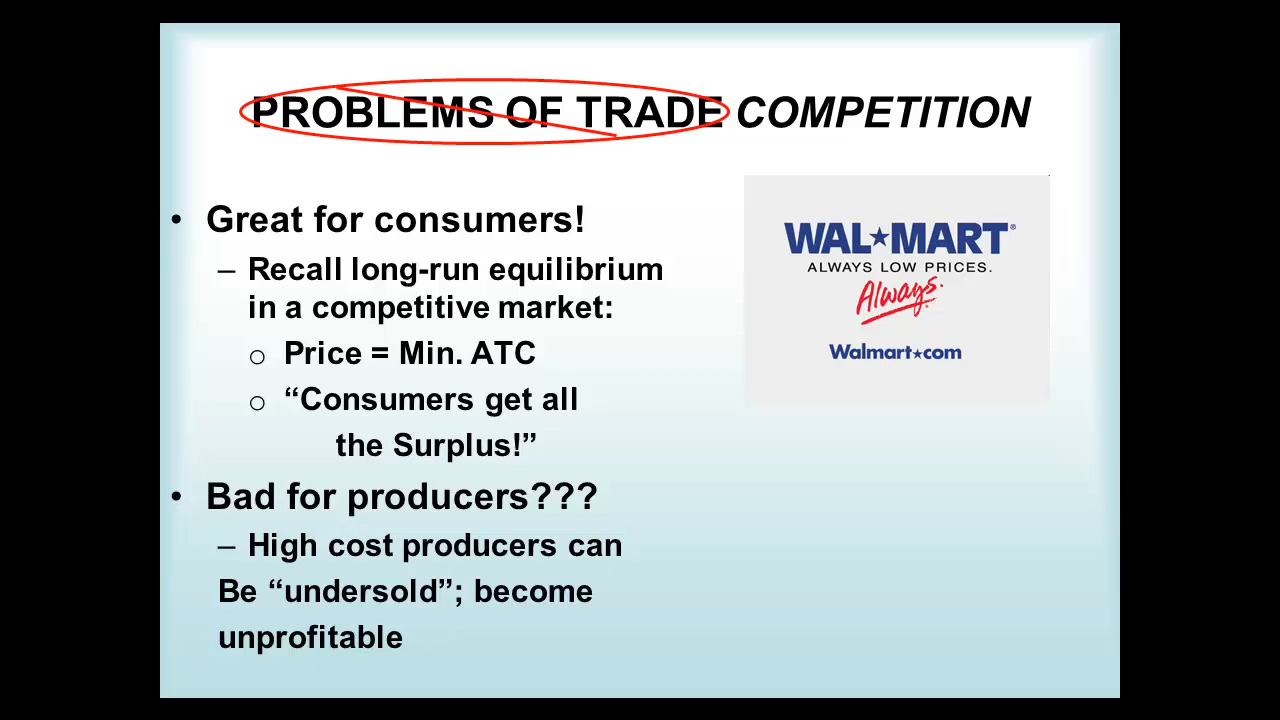 PROBLEMS OF TRADE COMPETITION
• Great for consumers!
– Recall long-run equilibrium
in a competitive market:
o Price = Min. ATC
o “Consumers get all
the Surplus!”
• Bad for producers???
– High cost producers can
Be “undersold”; become
unprofitable
WAL★MART®
ALWAYS LOW PRICES.
Always.
Walmart★com